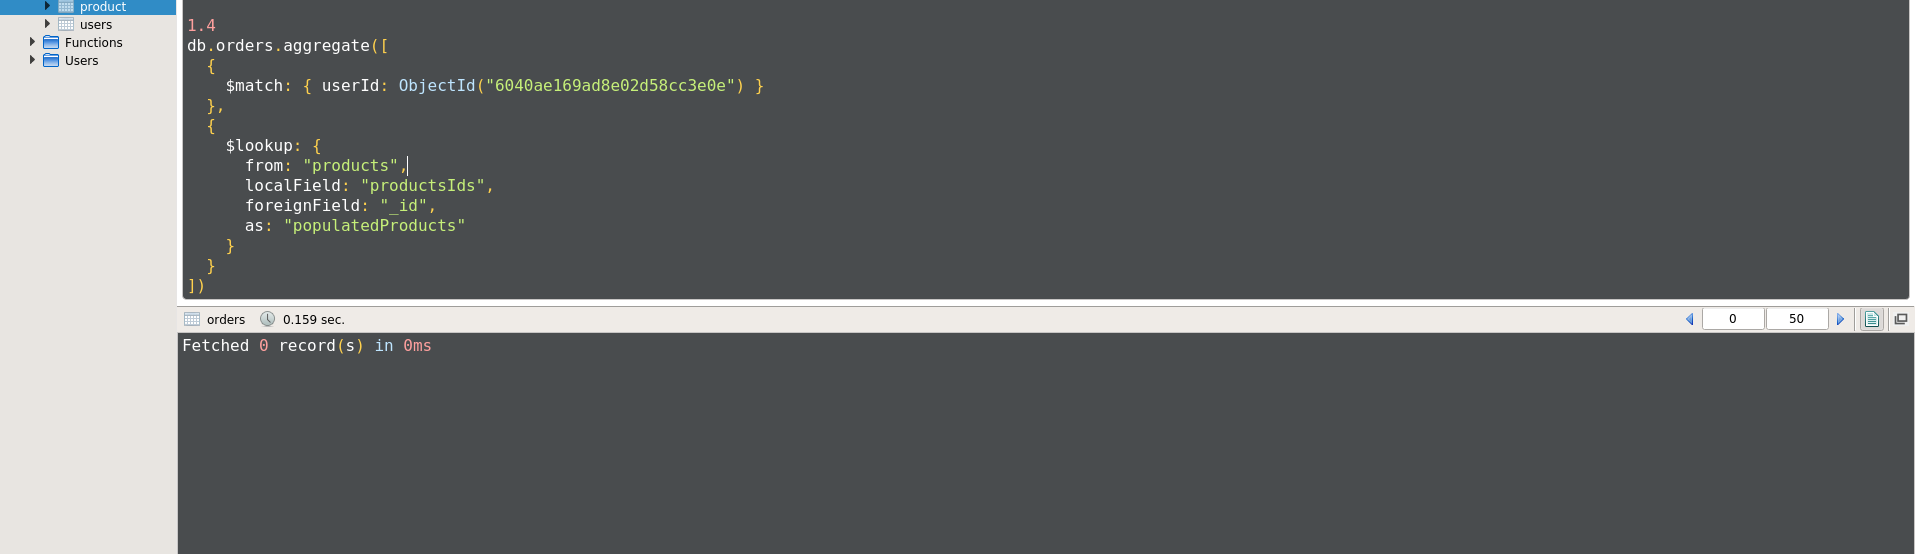 product
users
Functions
Users
1.4
db.orders.aggregate([
  {
    $match: { userId: ObjectId("6040ae169ad8e02d58cc3e0e") }
  },
  {
    $lookup: {
      from: "products",
      localField: "productsIds",
      foreignField: "_id",
      as: "populatedProducts"
    }
  }
])
orders 0.159 sec. 0 50
Fetched 0 record(s) in 0ms